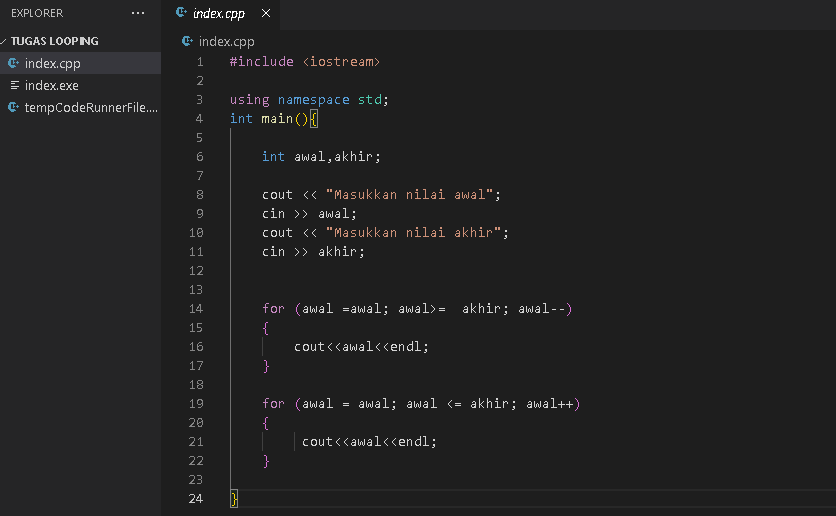 EXPLORER ...
TUGAS LOOPING
index.cpp
index.exe
tempCodeRunnerFile....
index.cpp
index.cpp
1 #include <iostream>
2
3 using namespace std;
4 int main(){
5
6 int awal,akhir;
7
8 cout << "Masukkan nilai awal";
9 cin >> awal;
10 cout << "Masukkan nilai akhir";
11 cin >> akhir;
12
13
14 for (awal =awal; awal>=  akhir; awal--)
15 {
16 cout<<awal<<endl;
17 }
18
19 for (awal = awal; awal <= akhir; awal++)
20 {
21 cout<<awal<<endl;
22 }
23
24 }